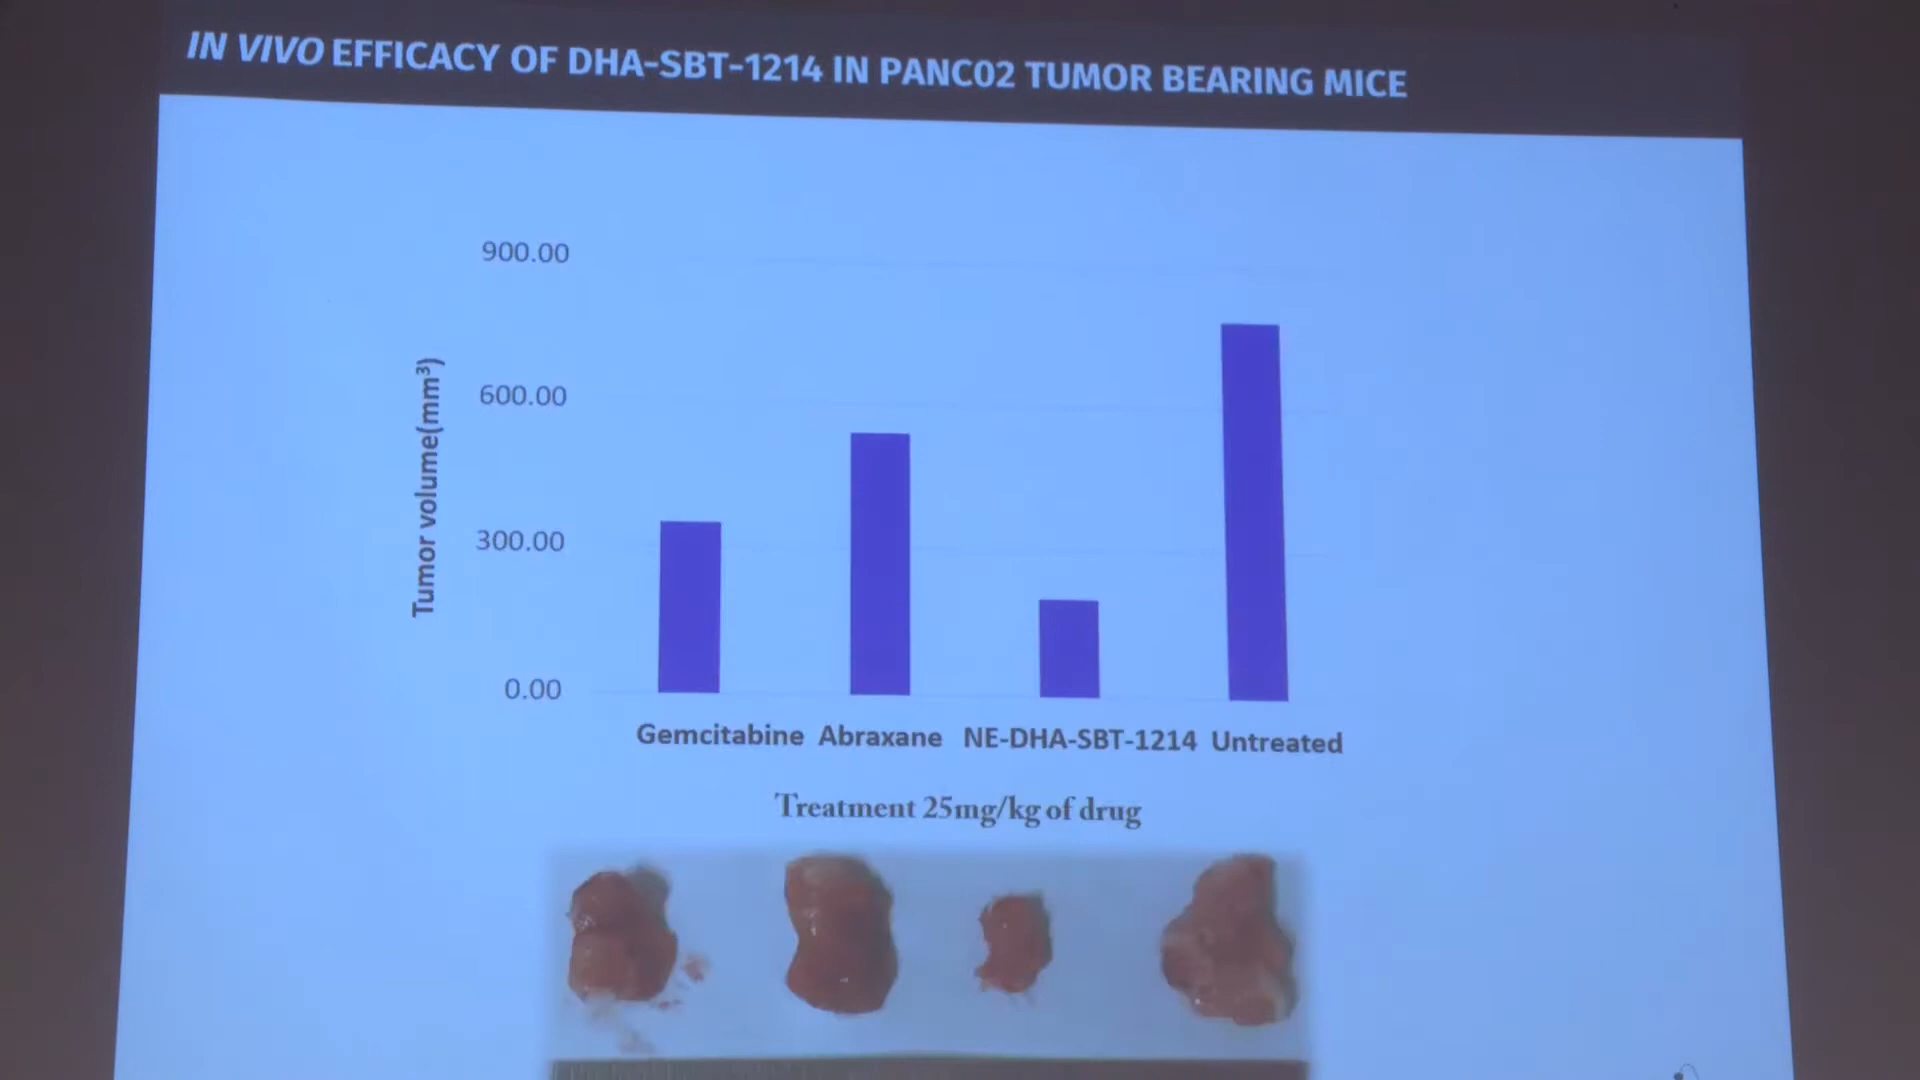 IN VIVO EFFICACY OF DHA-SBT-1214 IN PANC02 TUMOR BEARING MICE
900.00
600.00
300.00
0.00
Tumor volume(mm³)
Gemcitabine Abraxane NE-DHA-SBT-1214 Untreated
Treatment 25mg/kg of drug